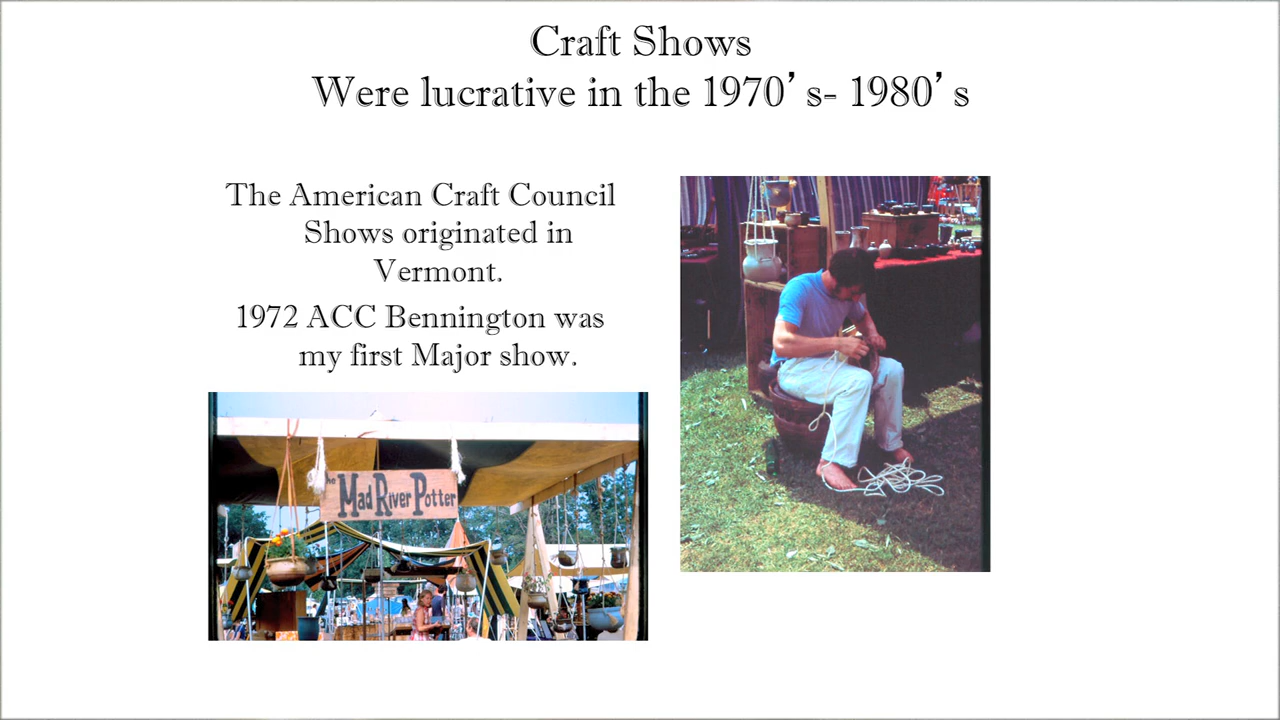 Craft Shows
Were lucrative in the 1970’s- 1980’s
The American Craft Council
Shows originated in
Vermont.
1972 ACC Bennington was
my first Major show.
The
Mad River Potter